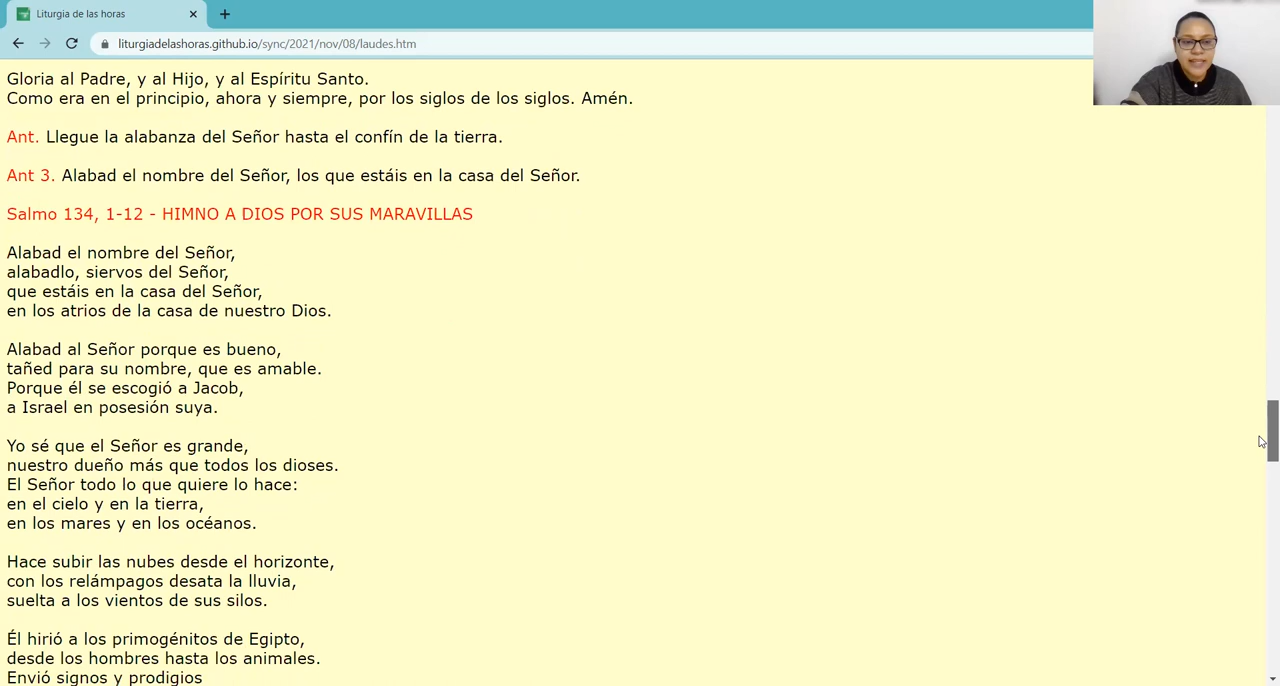 Liturgia de las horas
liturgiadelashoras.github.io/sync/2021/nov/08/laudes.htm
Gloria al Padre, y al Hijo, y al Espíritu Santo.
Como era en el principio, ahora y siempre, por los siglos de los siglos. Amén.
Ant. Llegue la alabanza del Señor hasta el confín de la tierra.
Ant 3. Alabad el nombre del Señor, los que estáis en la casa del Señor.
Salmo 134, 1-12 - HIMNO A DIOS POR SUS MARAVILLAS
Alabad el nombre del Señor,
alabadlo, siervos del Señor,
que estáis en la casa del Señor,
en los atrios de la casa de nuestro Dios.
Alabad al Señor porque es bueno,
tañed para su nombre, que es amable.
Porque él se escogió a Jacob,
a Israel en posesión suya.
Yo sé que el Señor es grande,
nuestro dueño más que todos los dioses.
El Señor todo lo que quiere lo hace:
en el cielo y en la tierra,
en los mares y en los océanos.
Hace subir las nubes desde el horizonte,
con los relámpagos desata la lluvia,
suelta a los vientos de sus silos.
Él hirió a los primogénitos de Egipto,
desde los hombres hasta los animales.
Envió signos y prodigios